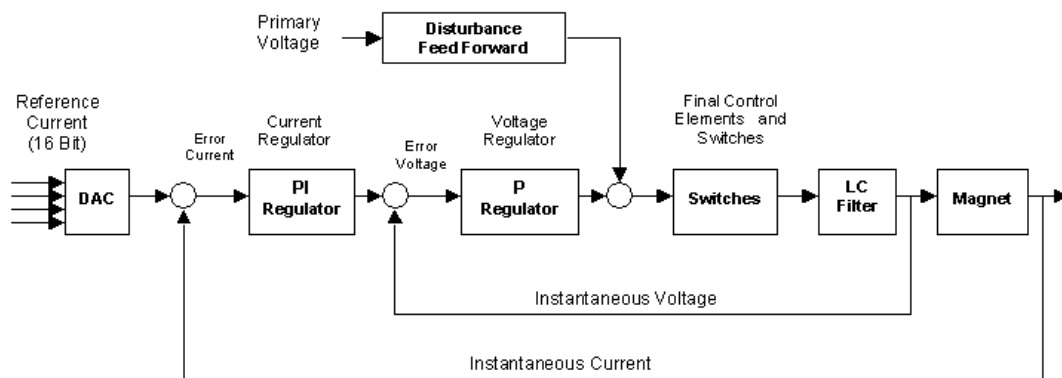 Primary
Voltage
Disturbance
Feed Forward
Reference
Current
(16 Bit)
Error
Current
Current
Regulator
Error
Voltage
Voltage
Regulator
Final Control
Elements and
Switches
DAC
PI
Regulator
P
Regulator
Switches
LC
Filter
Magnet
Instantaneous Voltage
Instantaneous Current